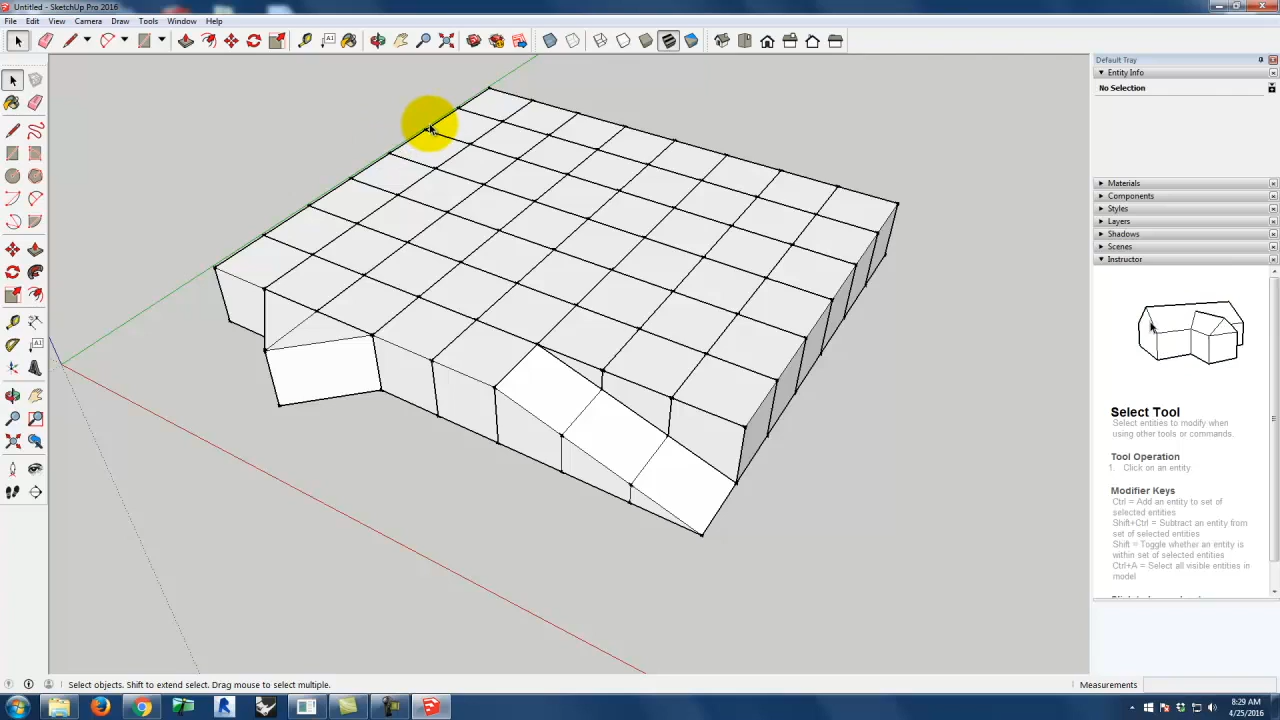 Untitled - SketchUp Pro 2016
File Edit View Camera Draw Tools Window Help
Default Tray
Entity Info
No Selection
Materials
Components
Styles
Layers
Shadows
Scenes
Instructor
Select Tool
Select entities to modify when
using other tools or commands.
Tool Operation
1. Click on an entity
Modifier Keys
Ctrl = Add an entity to set of
selected entities
Shift+Ctrl = Subtract an entity from
set of selected entities
Shift = Toggle whether an entity is
within set of selected entities
Ctrl+A = Select all visible entities in
model
Select objects. Shift to extend select. Drag mouse to select multiple.
Measurements
8:29 AM
4/25/2016